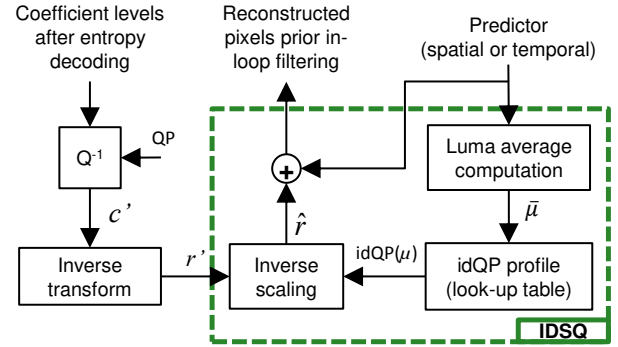 Coefficient levels
after entropy
decoding
Reconstructed
pixels prior in-
loop filtering
Predictor
(spatial or temporal)
Q-1
QP
+
Luma average
computation
c’
r̂
μ̄
Inverse
transform
r’
Inverse
scaling
idQP(μ)
idQP profile
(look-up table)
IDSQ